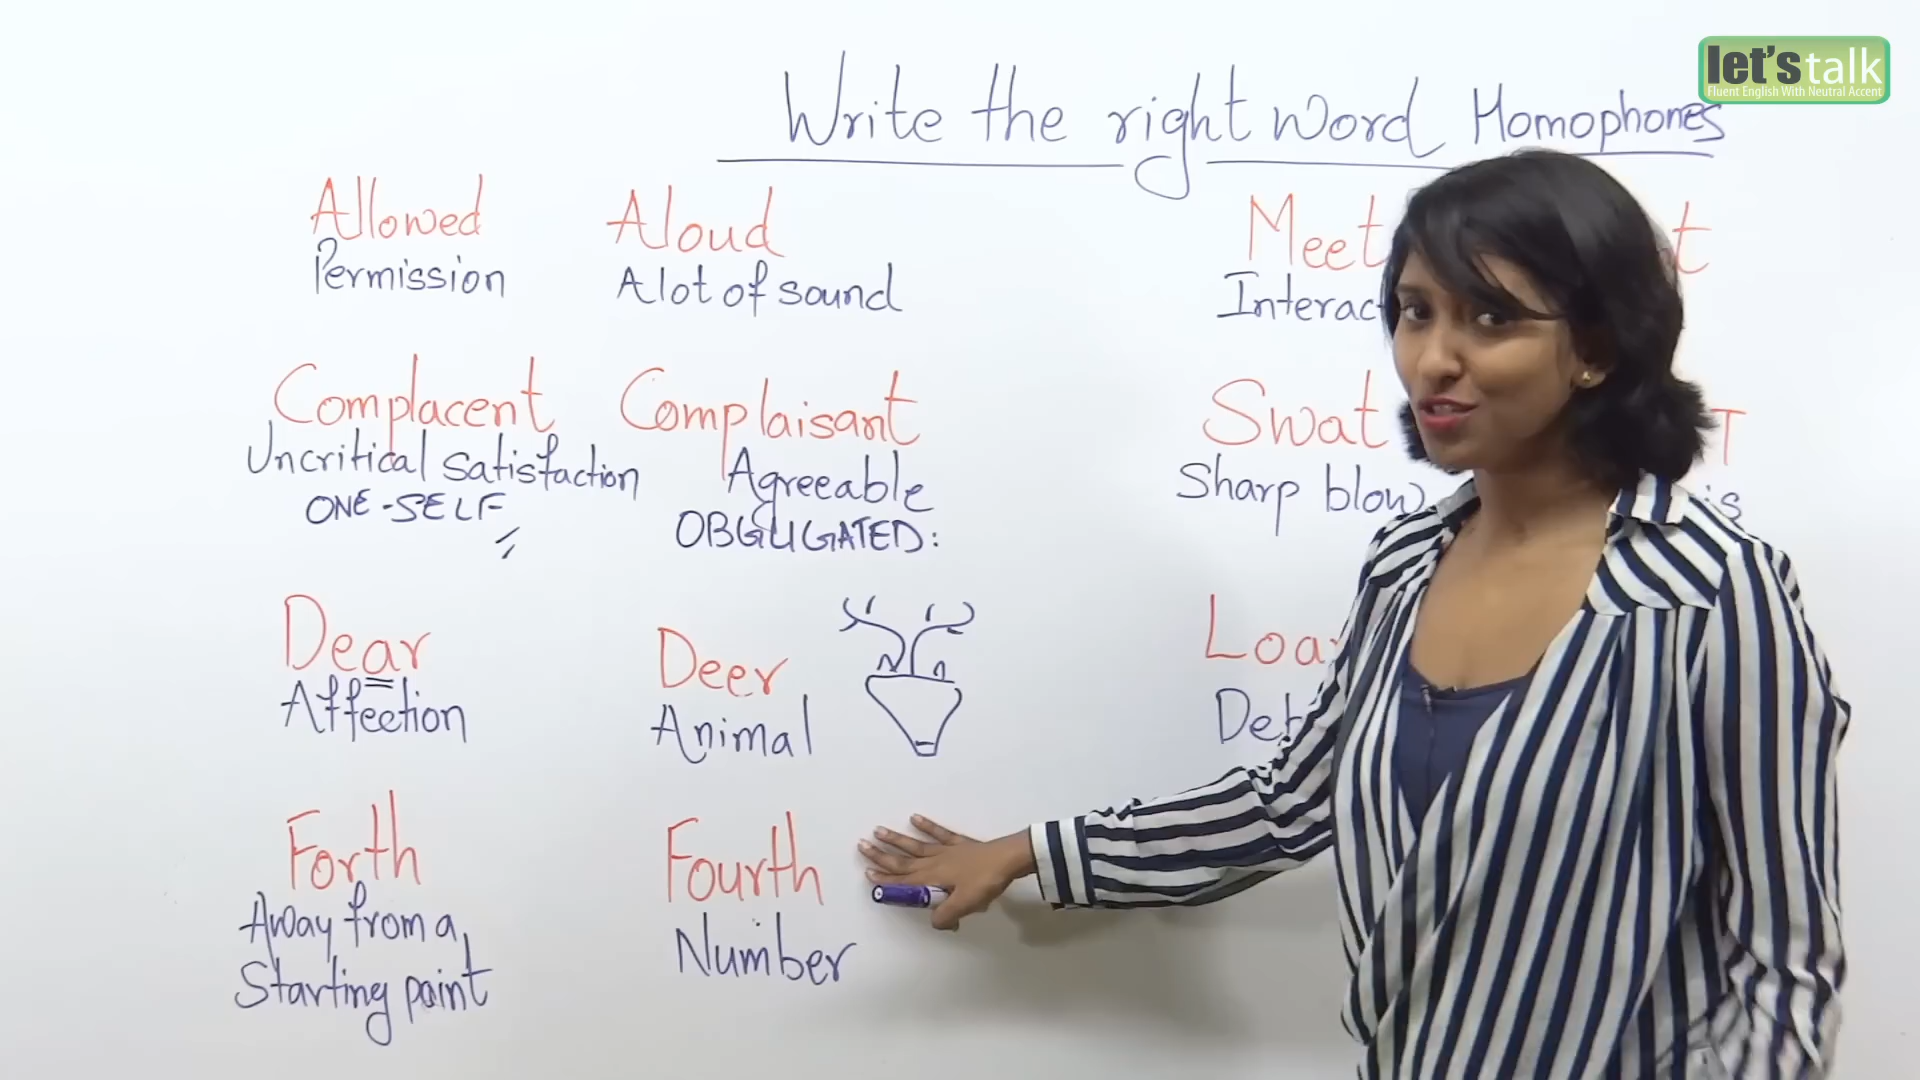 let's talk
Fluent English With Neutral Accent
Write the right word Homophones
Allowed
Permission
Aloud
A lot of sound
Meet
Complacent
Uncritical satisfaction
ONE-SELF
Complaisant
Agreeable
OBGLIGATED:
Swat
Sharp blow
Dear
Affection
Deer
Animal
Forth
Away from a
Starting point
Fourth
Number